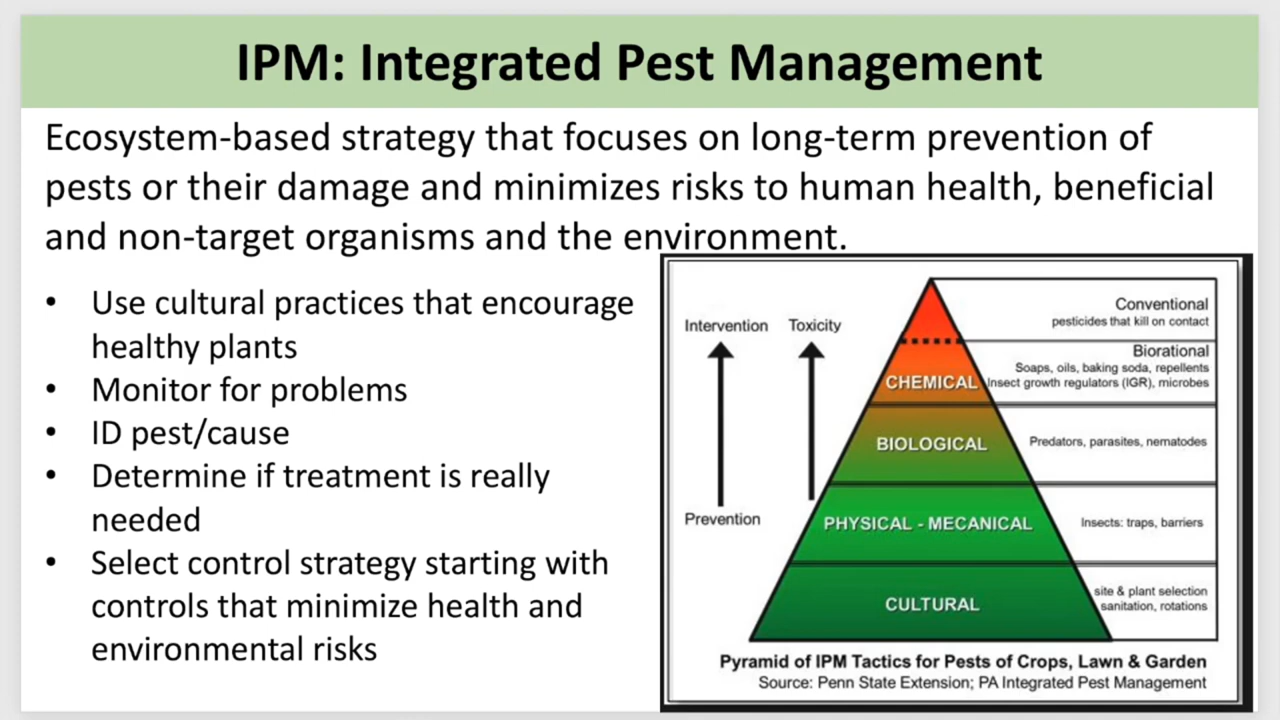 IPM: Integrated Pest Management
Ecosystem-based strategy that focuses on long-term prevention of
pests or their damage and minimizes risks to human health, beneficial
and non-target organisms and the environment.
• Use cultural practices that encourage
healthy plants
• Monitor for problems
• ID pest/cause
• Determine if treatment is really
needed
• Select control strategy starting with
controls that minimize health and
environmental risks
Intervention
Toxicity
Prevention
Conventional
pesticides that kill on contact
Biorational
Soaps, oils, baking soda, repellents
CHEMICAL
Insect growth regulators (IGR), microbes
BIOLOGICAL
Predators, parasites, nematodes
PHYSICAL - MECANICAL
Insects: traps, barriers
CULTURAL
site & plant selection
sanitation, rotations
Pyramid of IPM Tactics for Pests of Crops, Lawn & Garden
Source: Penn State Extension; PA Integrated Pest Management